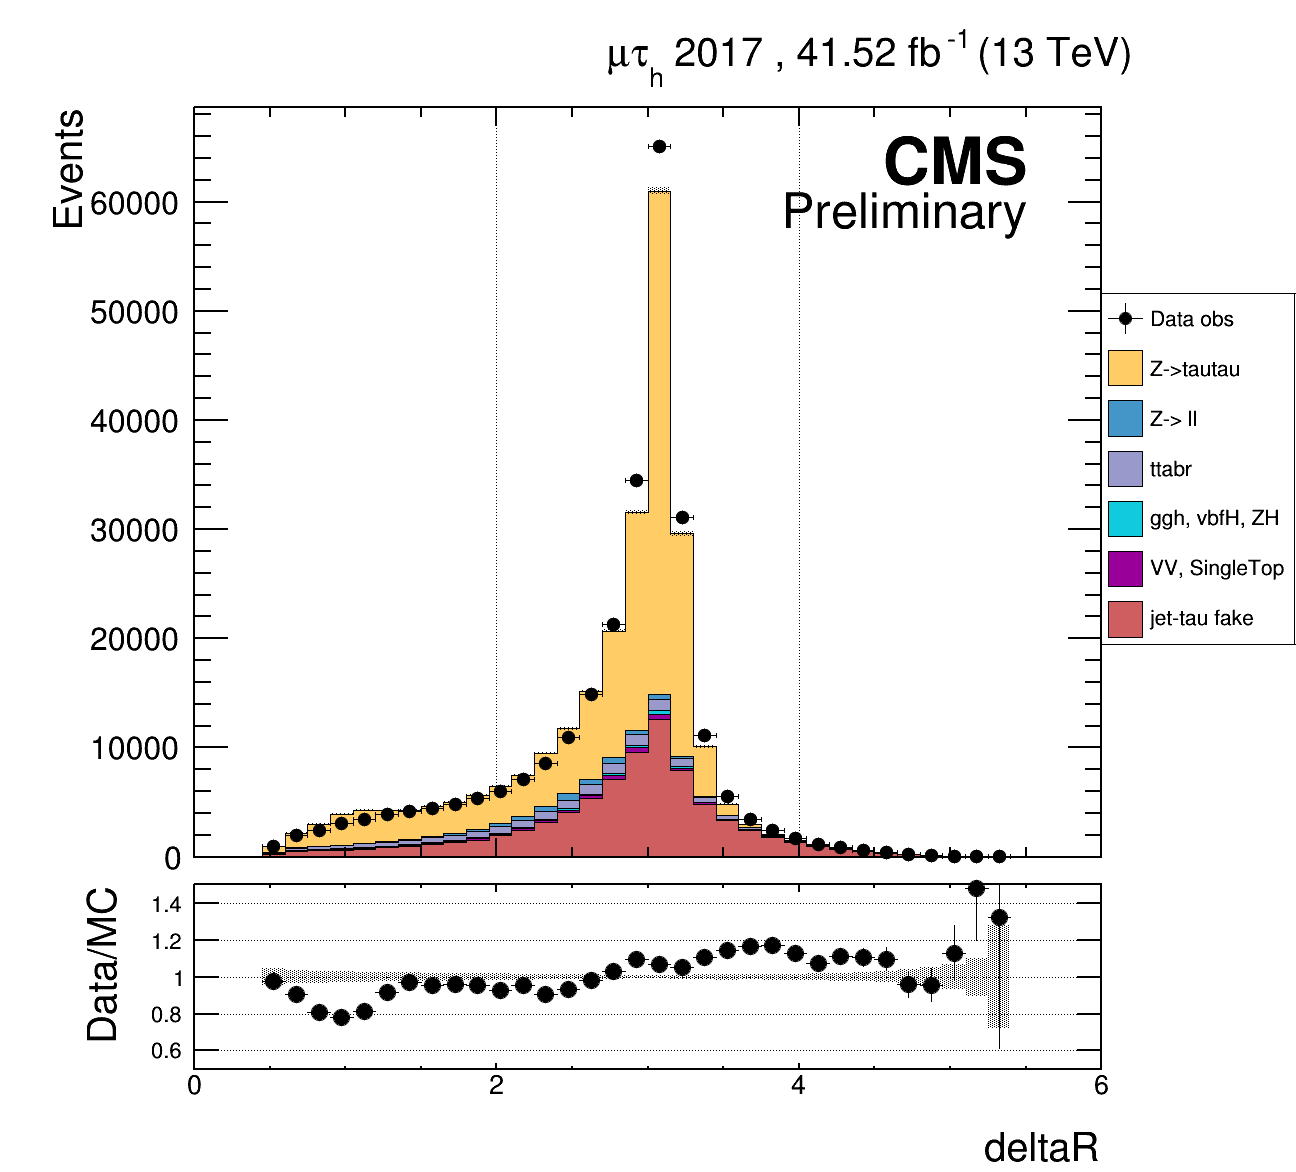 μτh 2017 , 41.52 fb-1 (13 TeV)
Events
CMS
Preliminary
60000
50000
40000
30000
20000
10000
0
Data obs
Z->tautau
Z-> ll
ttabr
ggh, vbfH, ZH
VV, SingleTop
jet-tau fake
Data/MC
1.4
1.2
1
0.8
0.6
0 2 4 6
deltaR